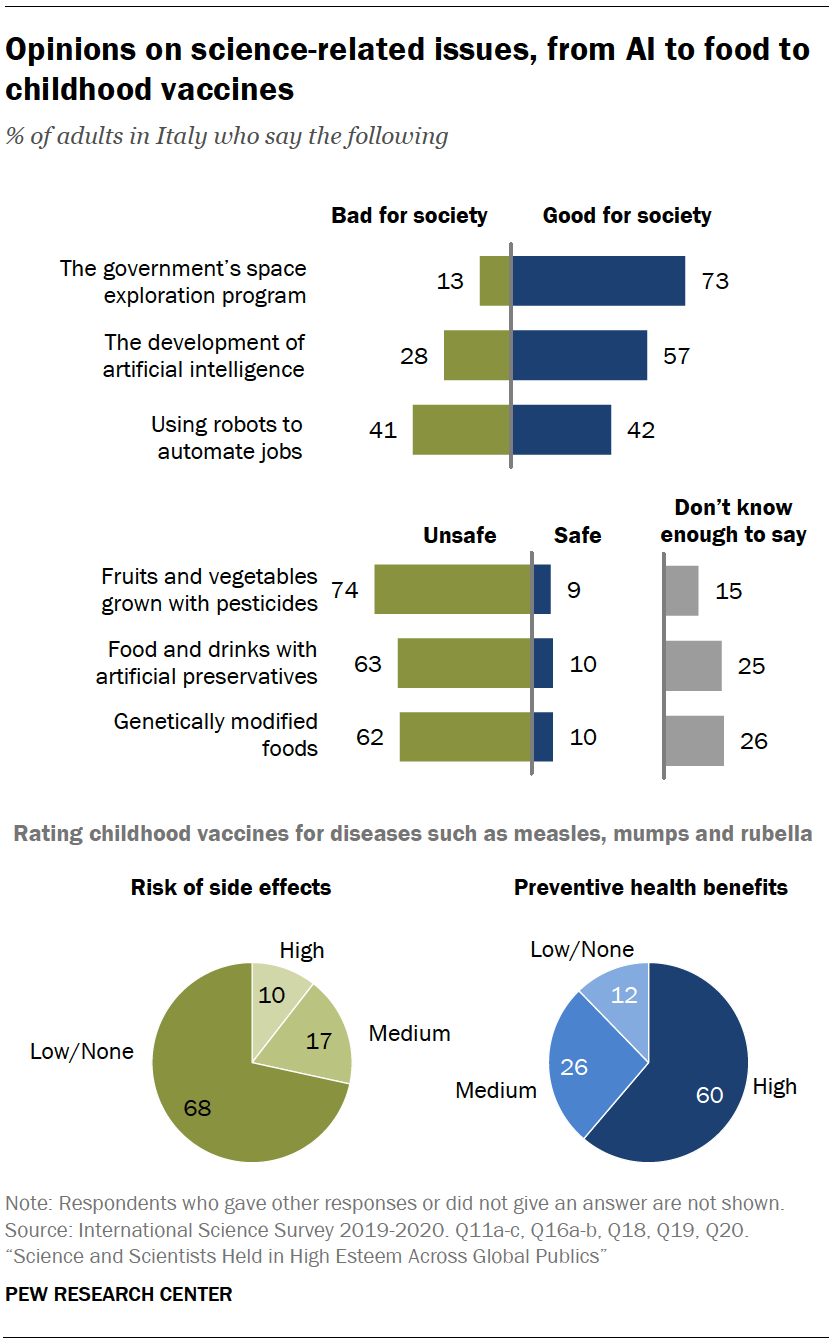 Opinions on science-related issues, from AI to food to
childhood vaccines
% of adults in Italy who say the following
Bad for society Good for society
The government's space
exploration program
13 73
The development of
artificial intelligence
28 57
Using robots to
automate jobs
41 42
Unsafe Safe
Don't know
enough to say
Fruits and vegetables
grown with pesticides
74 9 15
Food and drinks with
artificial preservatives
63 10 25
Genetically modified
foods
62 10 26
Rating childhood vaccines for diseases such as measles, mumps and rubella
Risk of side effects
High
10
Medium
17
Low/None
68
Preventive health benefits
Low/None
12
Medium
26
High
60
Note: Respondents who gave other responses or did not give an answer are not shown.
Source: International Science Survey 2019-2020. Q11a-c, Q16a-b, Q18, Q19, Q20.
“Science and Scientists Held in High Esteem Across Global Publics”
PEW RESEARCH CENTER